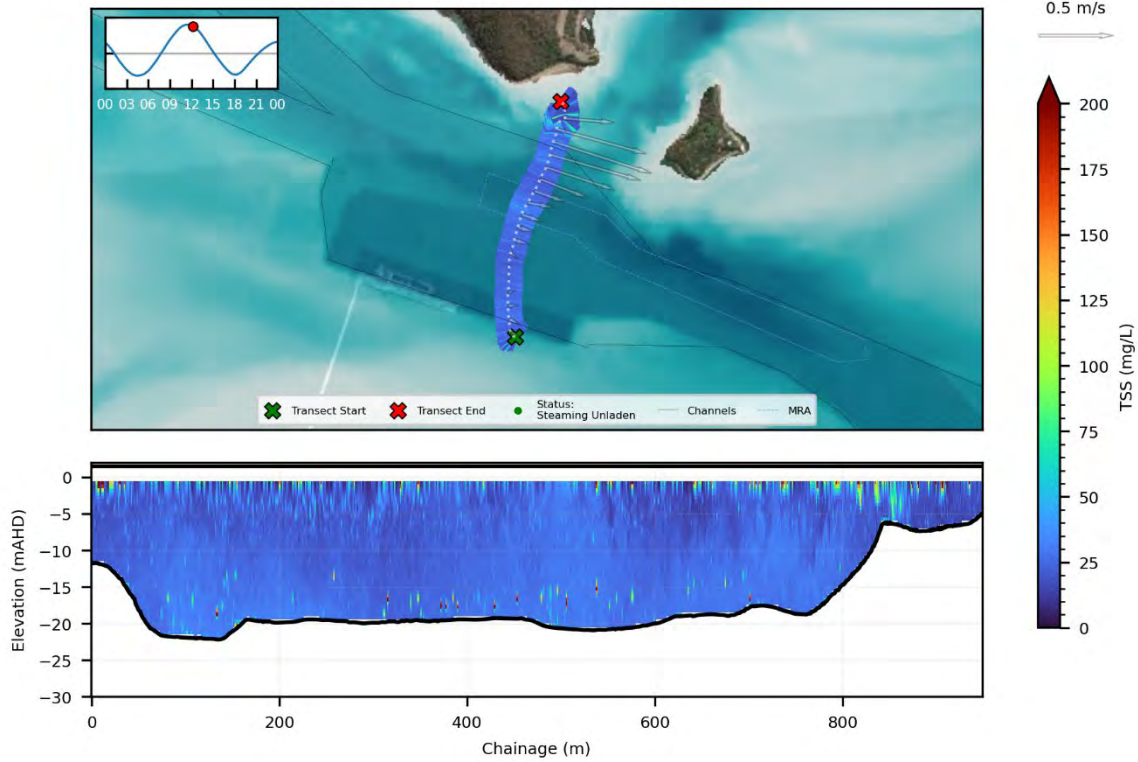 0.5 m/s
00 03 06 09 12 15 18 21 00
Transect Start
Transect End
Status:
Steaming Unladen
Channels
MRA
200
175
150
125
100
75
50
25
0
TSS (mg/L)
0
−5
−10
−15
−20
−25
−30
Elevation (mAHD)
0 200 400 600 800
Chainage (m)